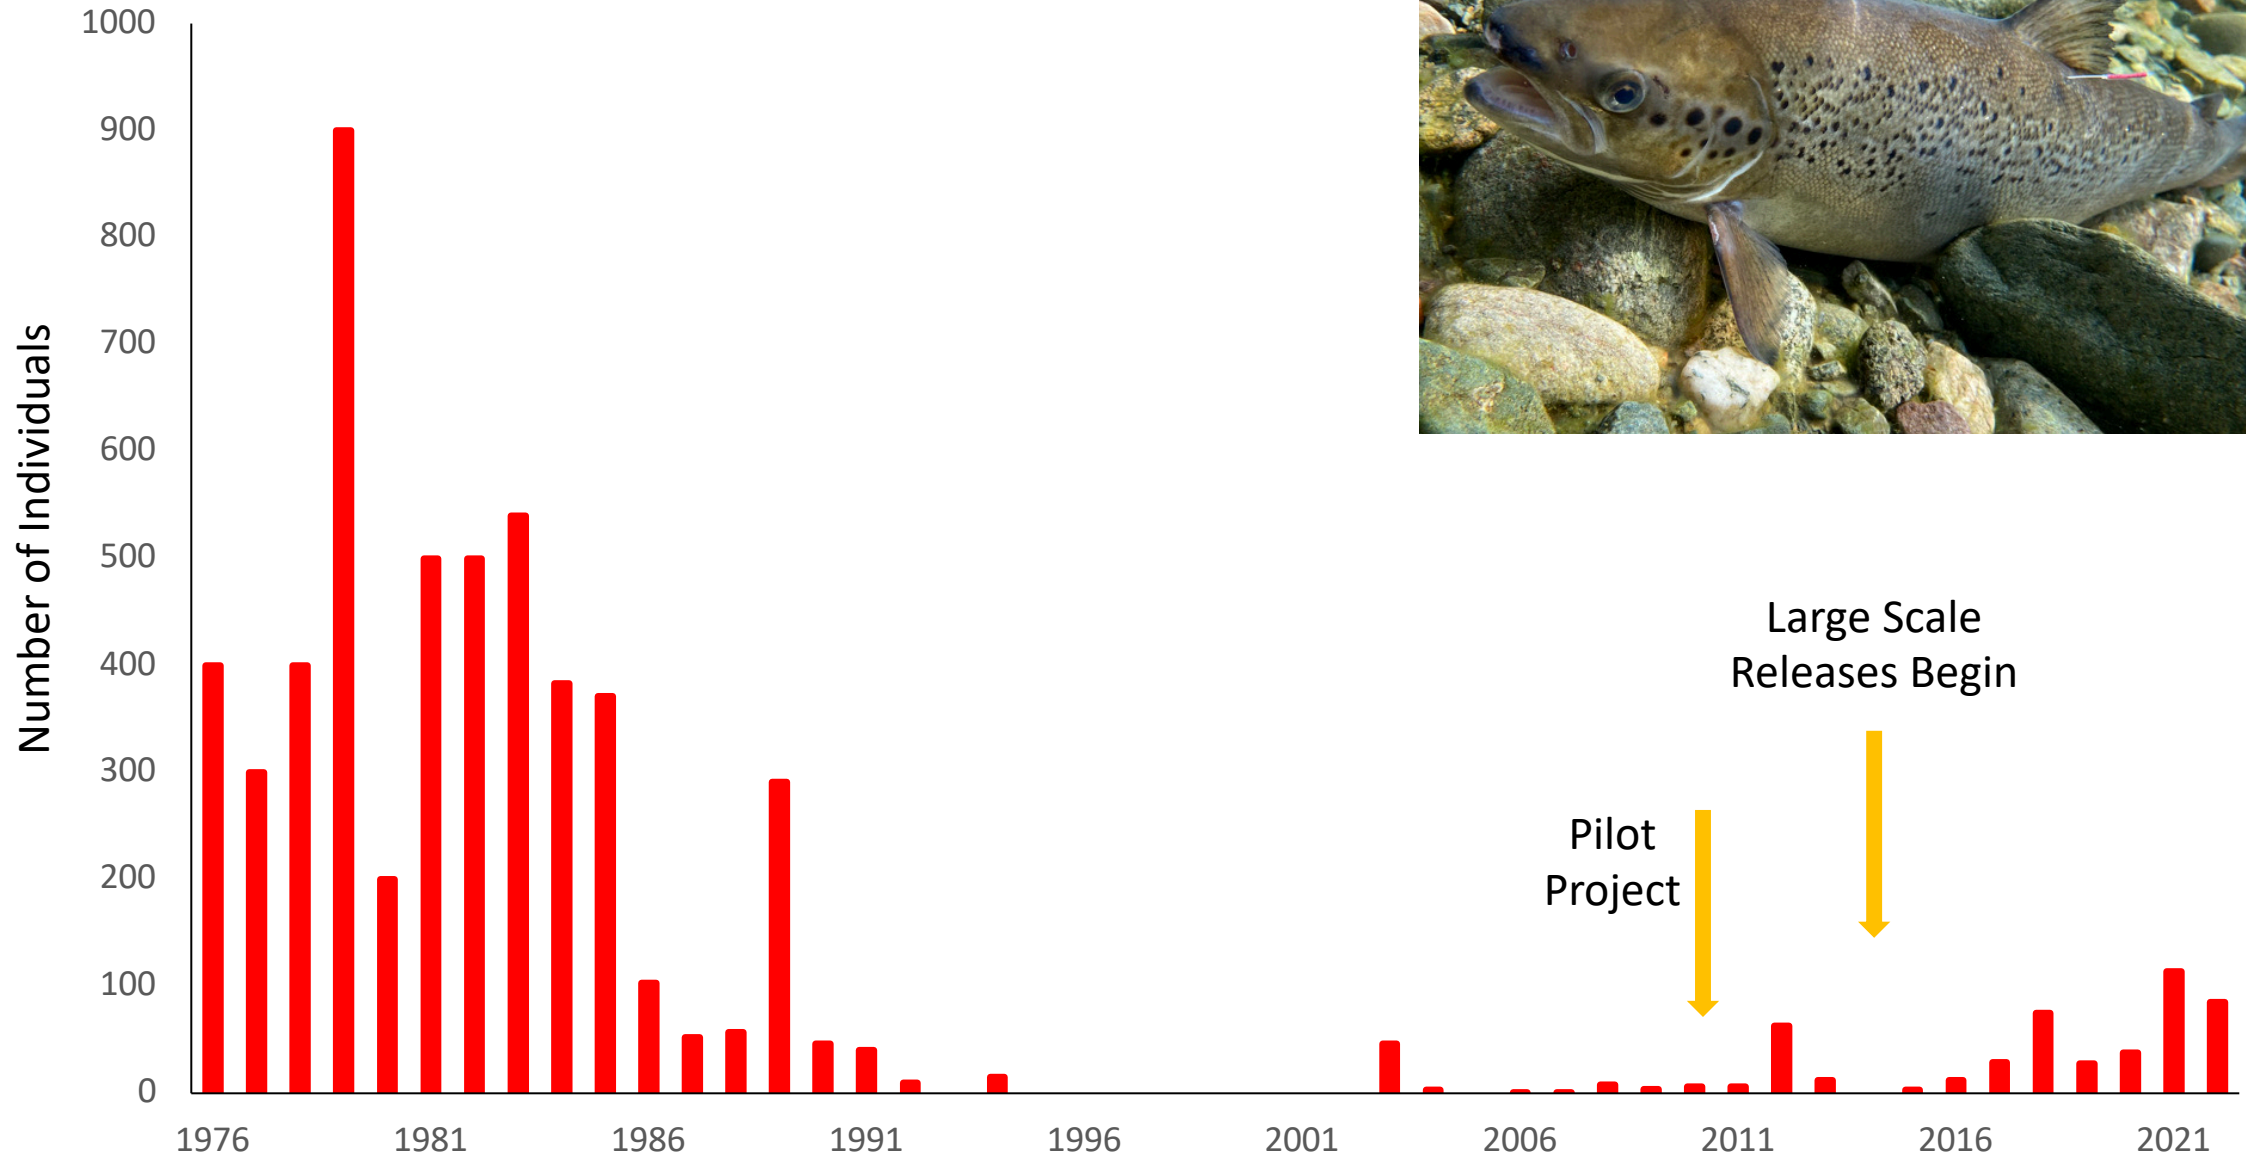 1000
900
800
700
600
500
400
300
200
100
0
Number of Individuals
Large Scale
Releases Begin
Pilot
Project
1976 1981 1986 1991 1996 2001 2006 2011 2016 2021